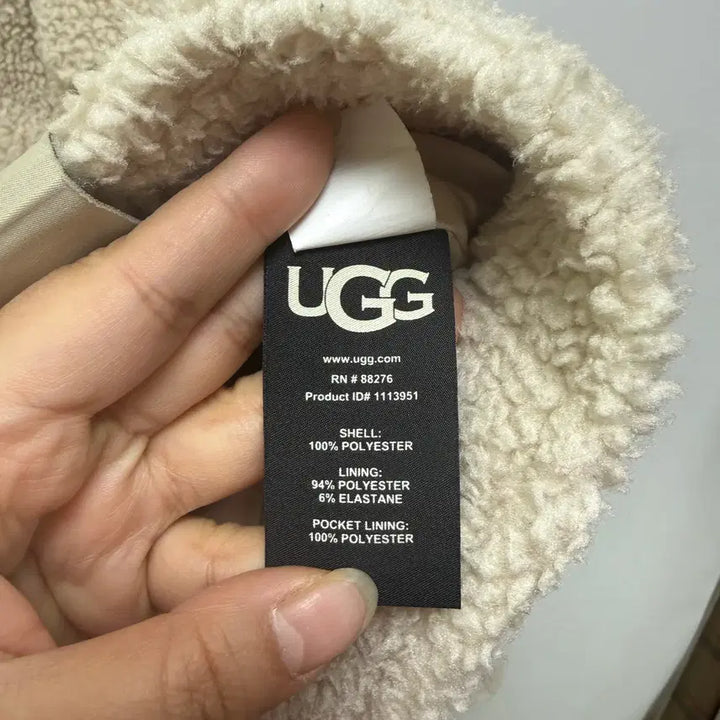 UGG
www.ugg.com
RN # 88276
Product ID# 1113951
SHELL:
100% POLYESTER
LINING:
94% POLYESTER
6% ELASTANE
POCKET LINING:
100% POLYESTER